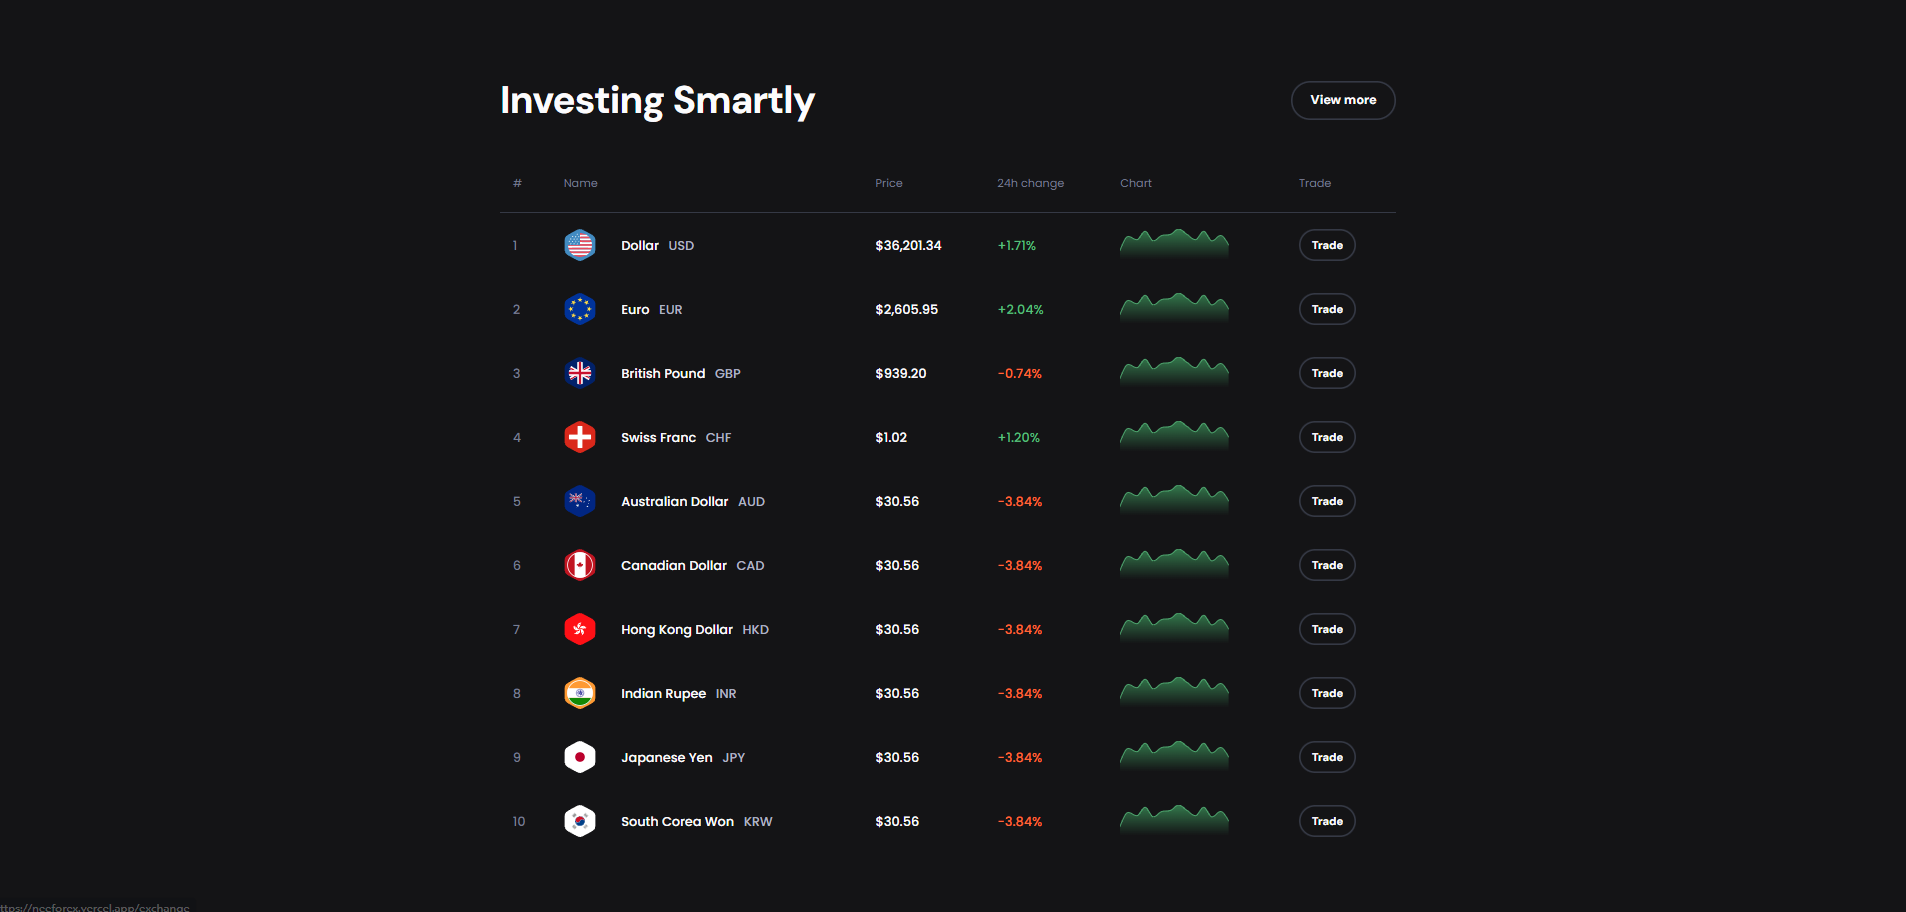 Investing Smartly View more
# Name Price 24h change Chart Trade
1 Dollar USD $36,201.34 +1.71% Trade
2 Euro EUR $2,605.95 +2.04% Trade
3 British Pound GBP $939.20 -0.74% Trade
4 Swiss Franc CHF $1.02 +1.20% Trade
5 Australian Dollar AUD $30.56 -3.84% Trade
6 Canadian Dollar CAD $30.56 -3.84% Trade
7 Hong Kong Dollar HKD $30.56 -3.84% Trade
8 Indian Rupee INR $30.56 -3.84% Trade
9 Japanese Yen JPY $30.56 -3.84% Trade
10 South Corea Won KRW $30.56 -3.84% Trade